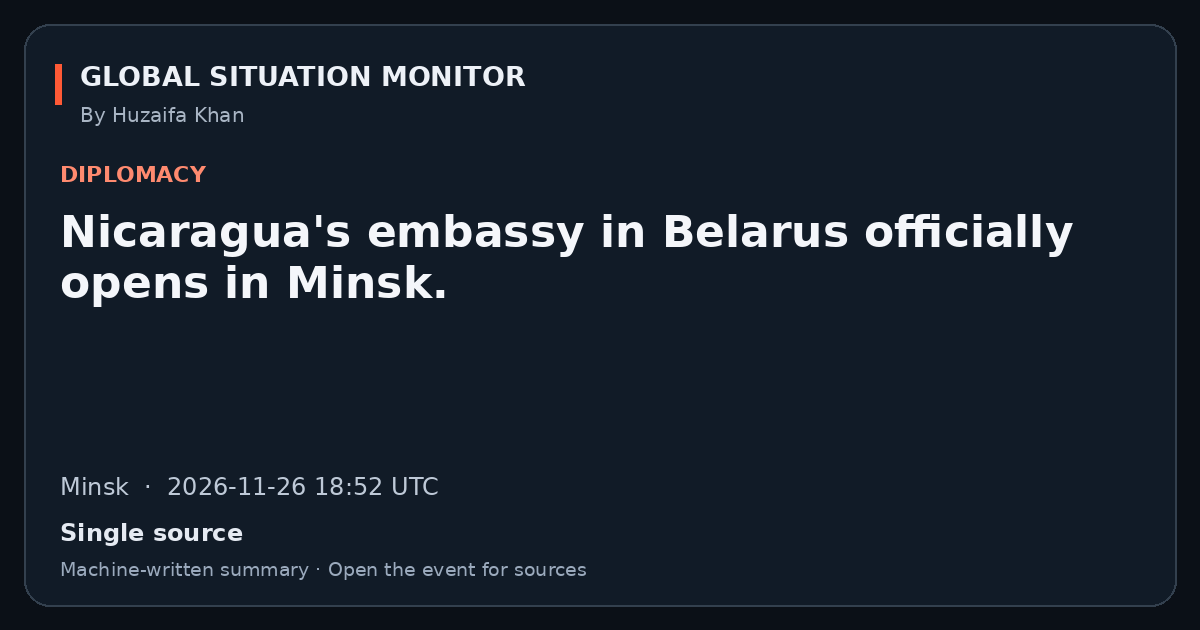 GLOBAL SITUATION MONITOR
By Huzaifa Khan
DIPLOMACY
Nicaragua's embassy in Belarus officially
opens in Minsk.
Minsk · 2026-11-26 18:52 UTC
Single source
Machine-written summary · Open the event for sources